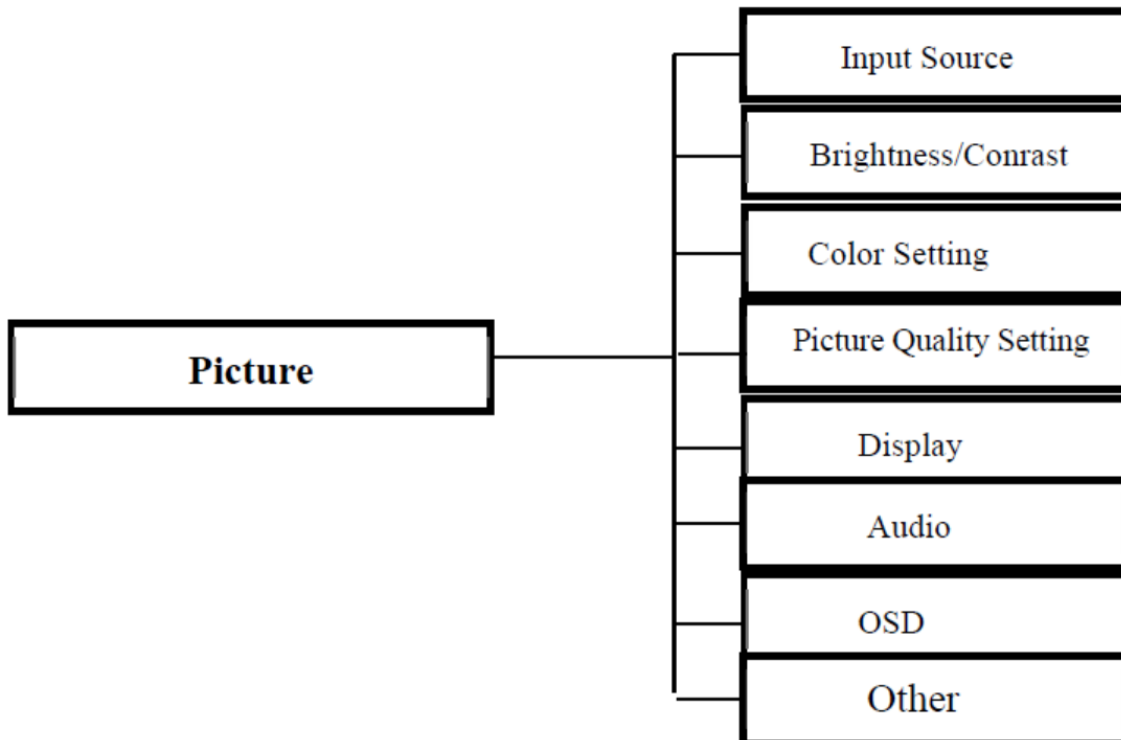 Input Source
Brightness/Conrast
Color Setting
Picture Quality Setting
Picture
Display
Audio
OSD
Other